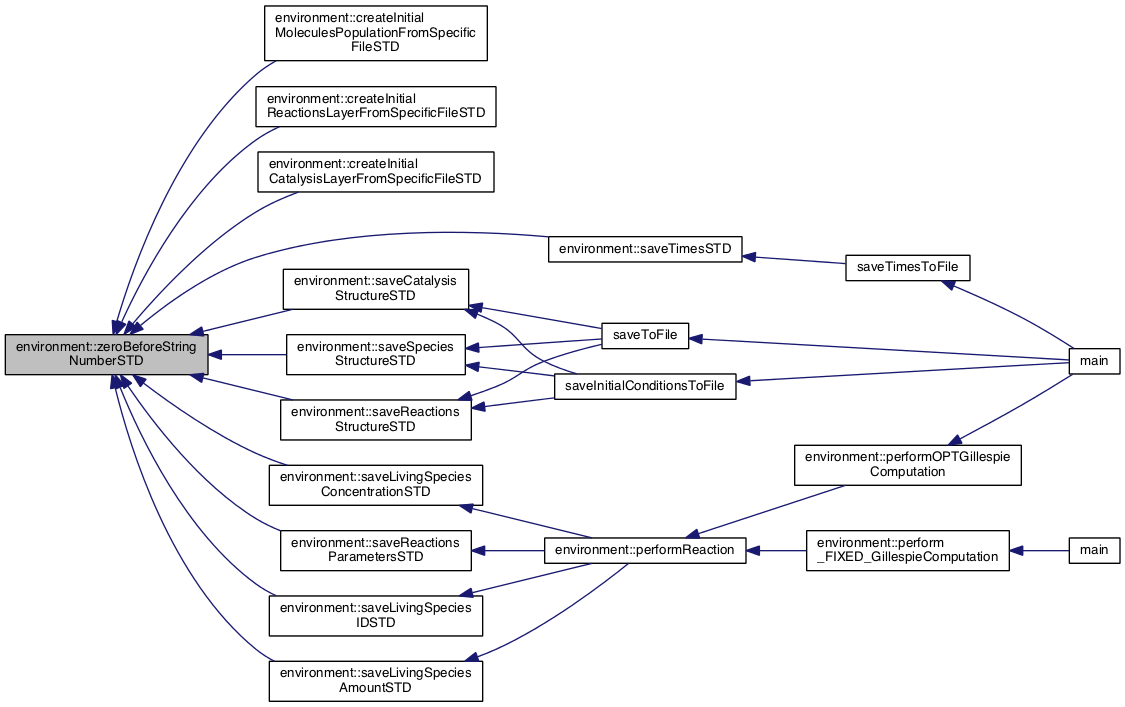 environment::createInitial
MoleculesPopulationFromSpecific
FileSTD
environment::createInitial
ReactionsLayerFromSpecificFileSTD
environment::createInitial
CatalysisLayerFromSpecificFileSTD
environment::saveTimesSTD
saveTimesToFile
environment::saveCatalysis
StructureSTD
environment::zeroBeforeString
NumberSTD
environment::saveSpecies
StructureSTD
saveToFile
main
saveInitialConditionsToFile
environment::saveReactions
StructureSTD
environment::performOPTGillespie
Computation
environment::saveLivingSpecies
ConcentrationSTD
environment::saveReactions
ParametersSTD
environment::performReaction
environment::perform
_FIXED_GillespieComputation
main
environment::saveLivingSpecies
IDSTD
environment::saveLivingSpecies
AmountSTD